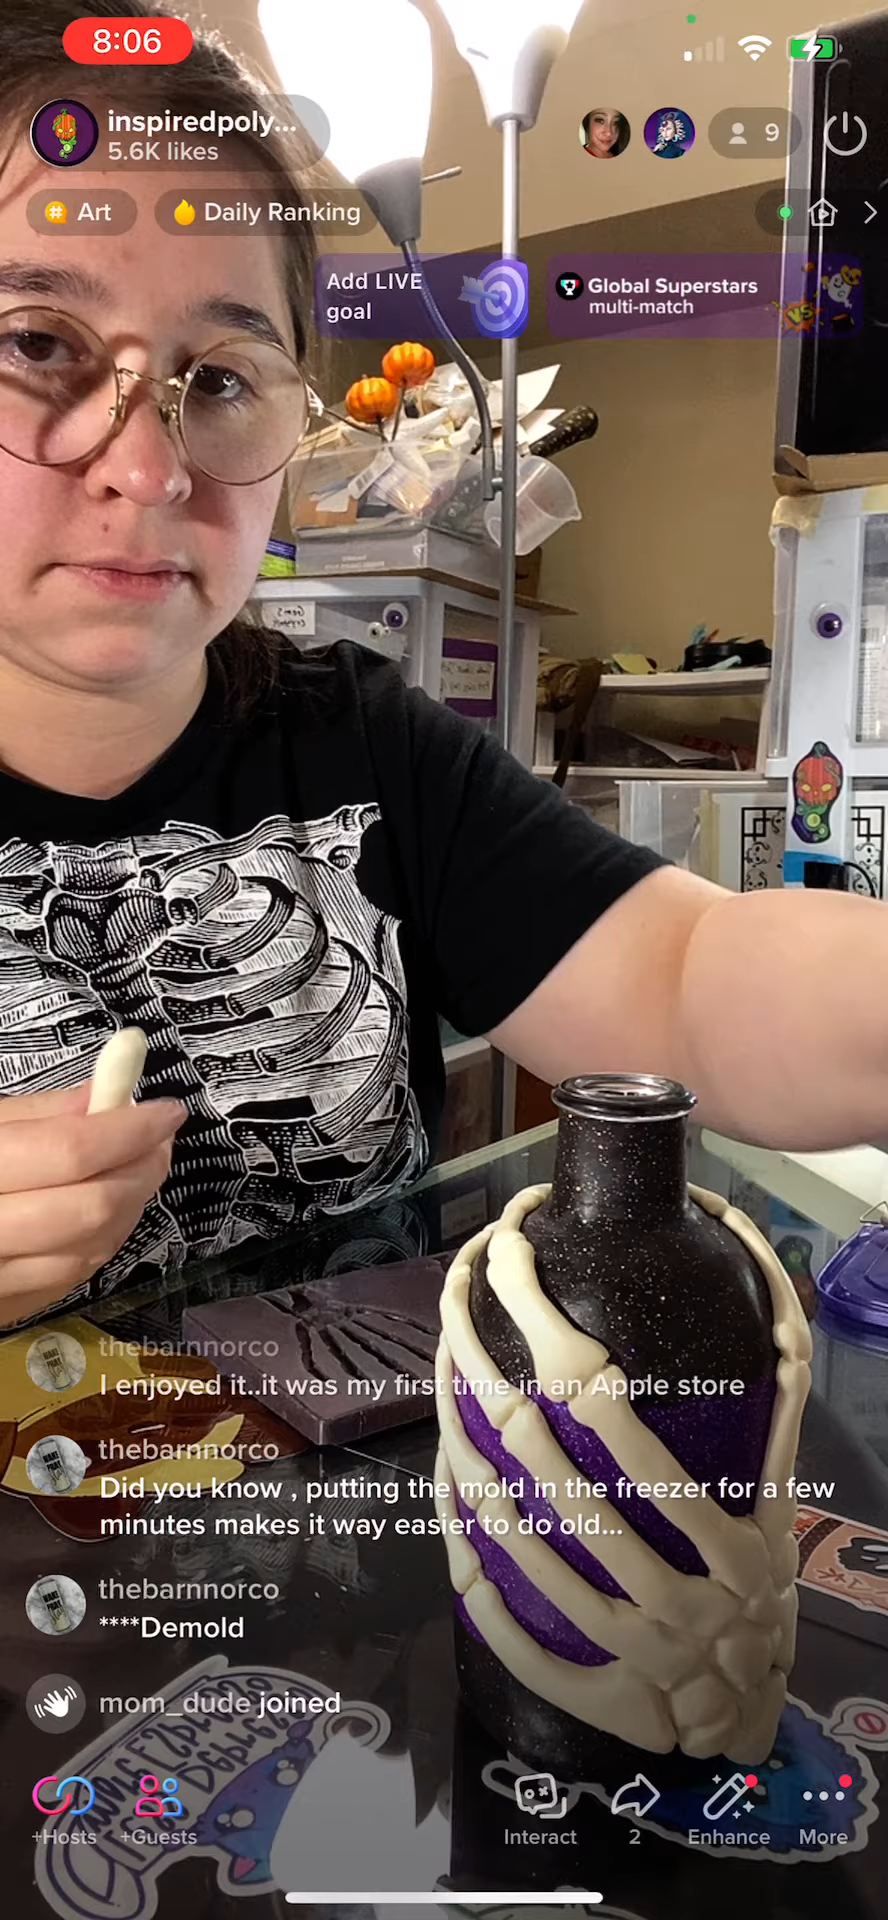 8:06
inspiredpoly...
5.6K likes
9
Art
Daily Ranking
Add LIVE
goal
Global Superstars
multi-match
VS
thebarnnorco
I enjoyed it..it was my first time in an Apple store
thebarnnorco
Did you know , putting the mold in the freezer for a few
minutes makes it way easier to do old...
thebarnnorco
****Demold
mom_dude joined
+Hosts
+Guests
Interact
2
Enhance
More